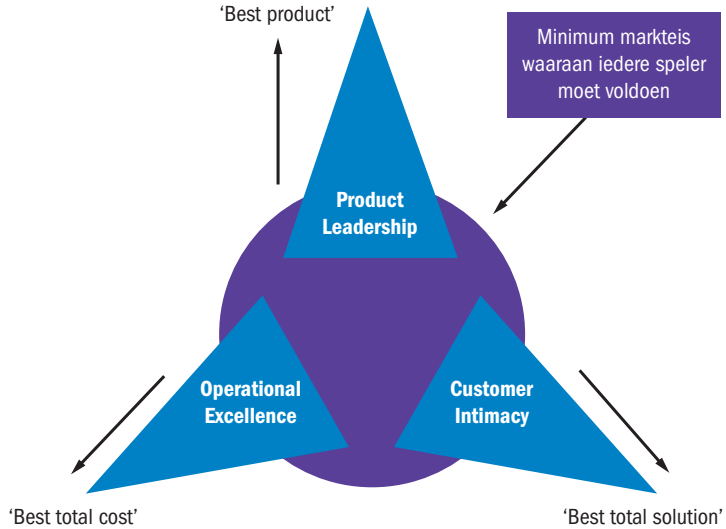 ‘Best product’
Minimum markteis
waaraan iedere speler
moet voldoen
Product
Leadership
Operational
Excellence
Customer
Intimacy
‘Best total cost’
‘Best total solution’